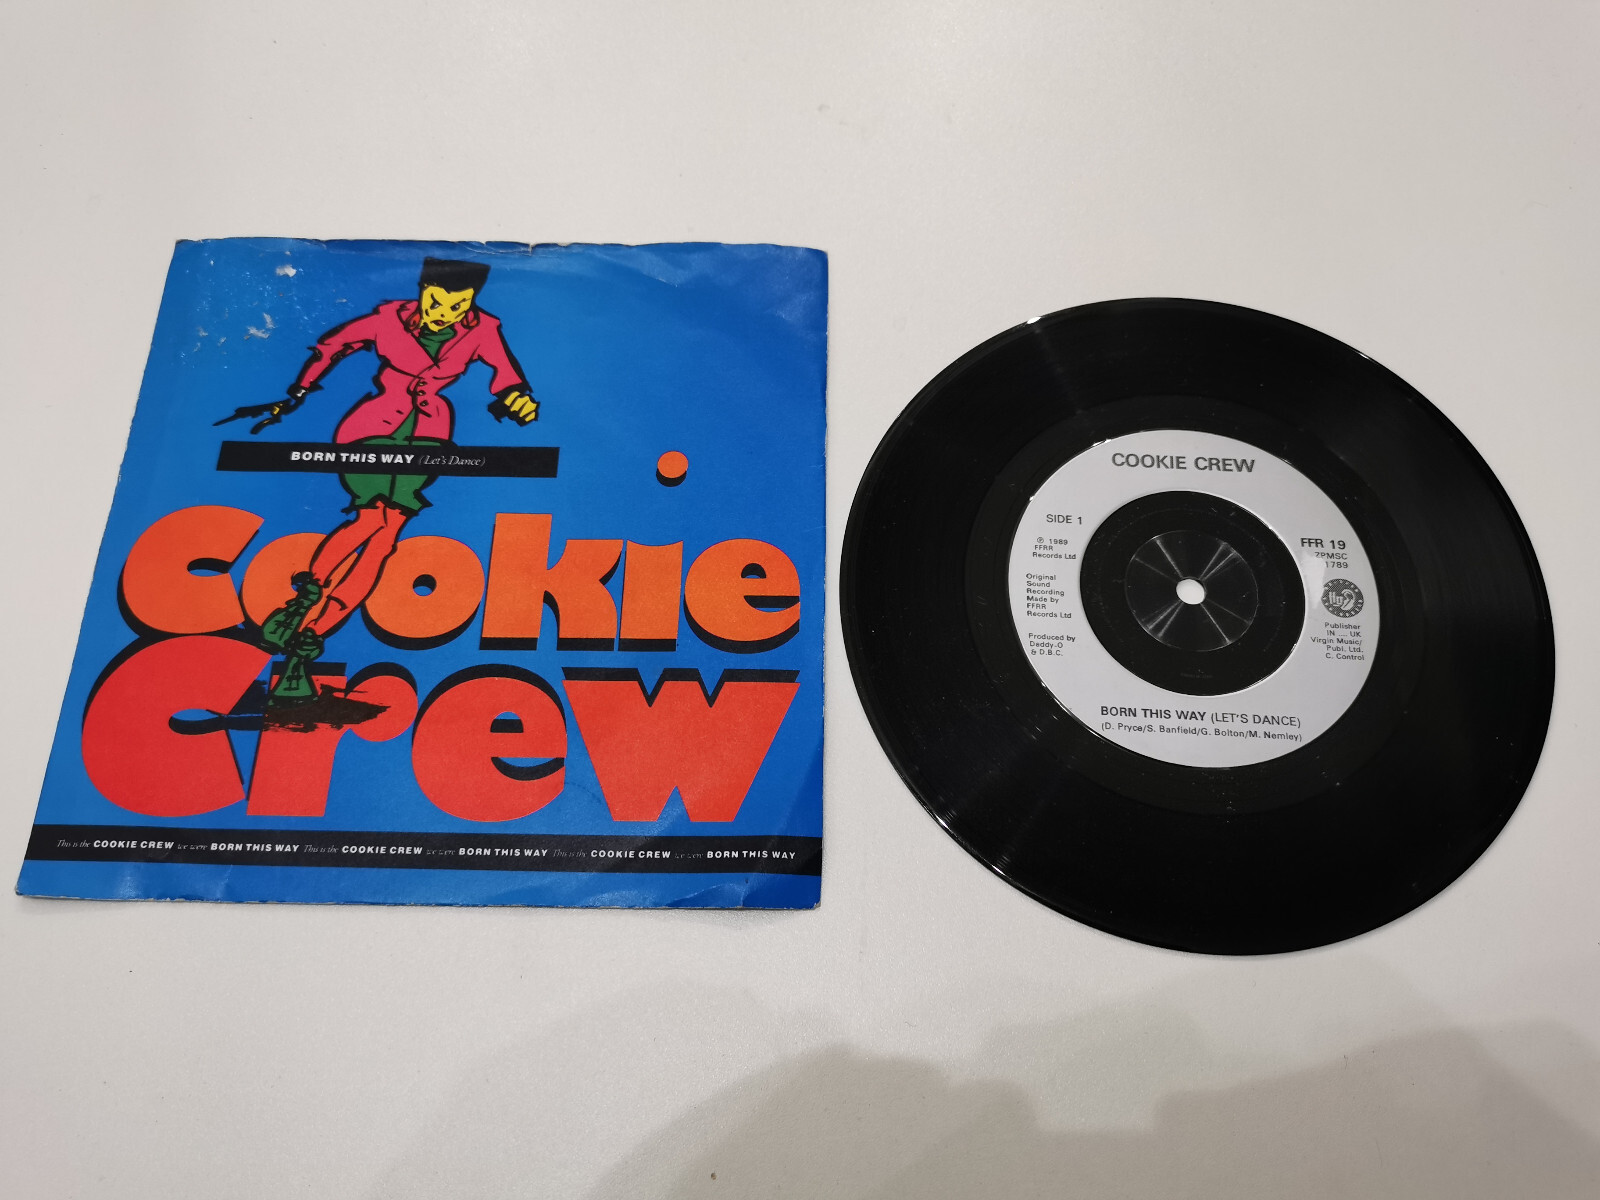 BORN THIS WAY (Let's Dance)
Cookie
Crew
This is the COOKIE CREW we were BORN THIS WAY This is the COOKIE CREW we were BORN THIS WAY This is the COOKIE CREW we were BORN THIS WAY
COOKIE CREW
SIDE 1
℗ 1989
FFRR
Records Ltd
Original
Sound
Recording
Made by
FFRR
Records Ltd
Produced by
Daddy-O
& D.B.C.
FFR 19
7PMSC
1789
ffrr
Publisher
IN .... UK
Virgin Music/
Publ. Ltd.
C. Control
BORN THIS WAY (LET'S DANCE)
(D. Pryce/S. Banfield/G. Bolton/M. Nemley)